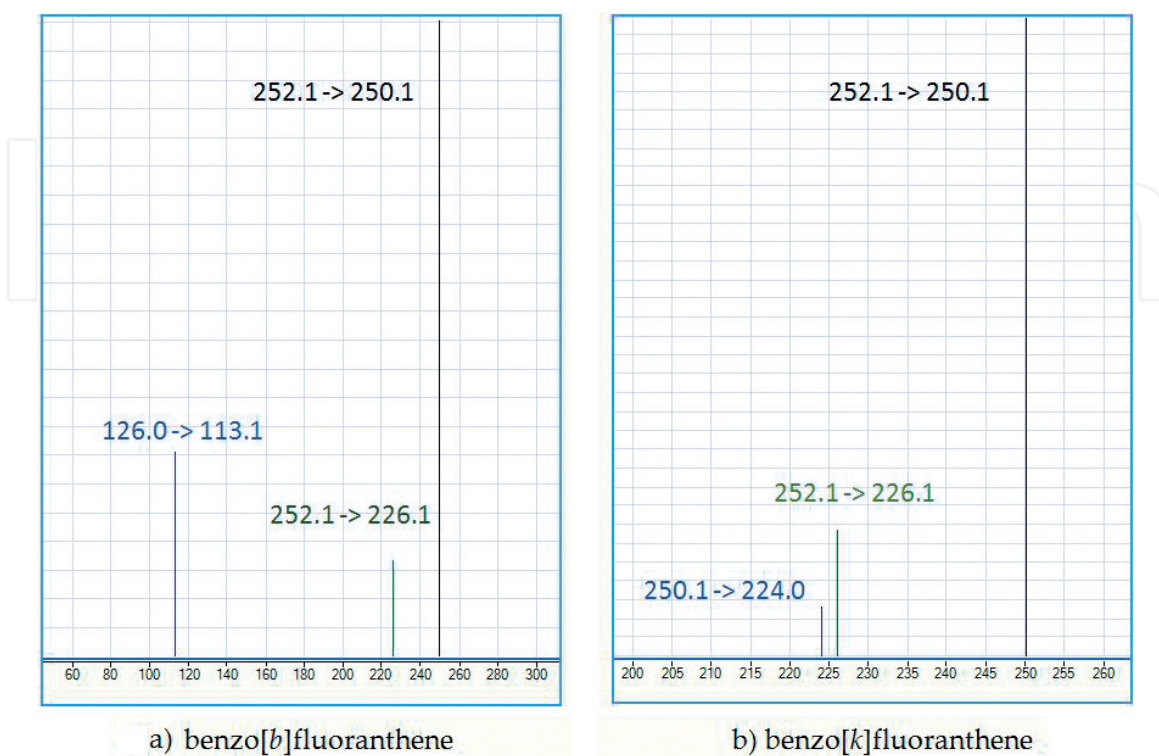 252.1 -> 250.1
126.0 -> 113.1
252.1 -> 226.1
60 80 100 120 140 160 180 200 220 240 260 280 300
a) benzo[b]fluoranthene
252.1 -> 250.1
252.1 -> 226.1
250.1 -> 224.0
200 205 210 215 220 225 230 235 240 245 250 255 260
b) benzo[k]fluoranthene